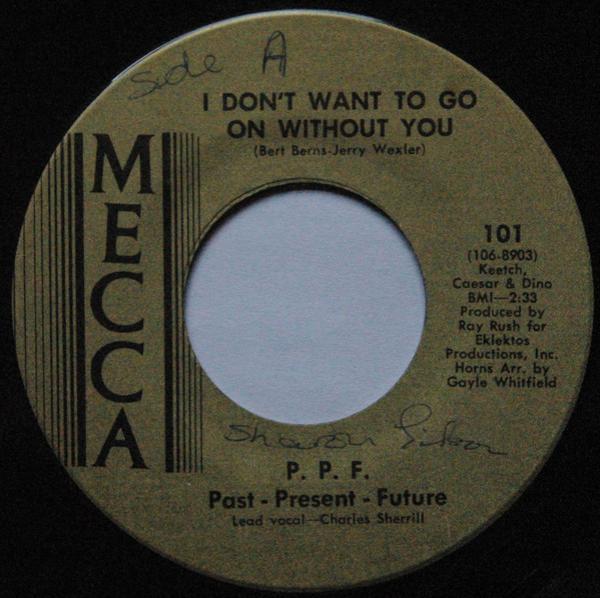 Side A
I DON'T WANT TO GO
ON WITHOUT YOU
(Bert Berns-Jerry Wexler)
MECCA
101
(106-8903)
Keetch,
Caesar & Dino
BMI—2:33
Produced by
Ray Rush for
Eklektos
Productions, Inc.
Horns Arr. by
Gayle Whitfield
Sharon
P. P. F.
Past - Present - Future
Lead vocal—Charles Sherrill